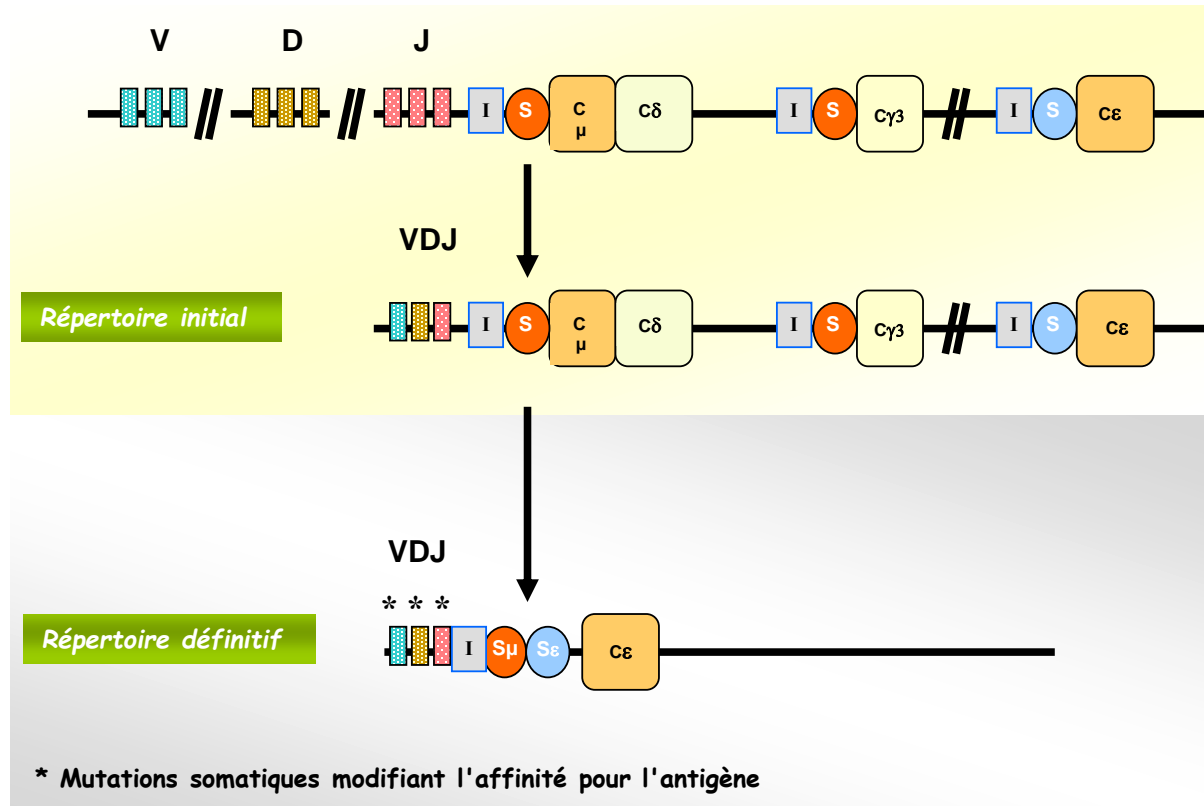 V D J
I S C µ Cδ I S Cγ3 I S Cε
VDJ
Répertoire initial
I S C µ Cδ I S Cγ3 I S Cε
VDJ
* * *
Répertoire définitif
I Sµ Sε Cε
* Mutations somatiques modifiant l'affinité pour l'antigène